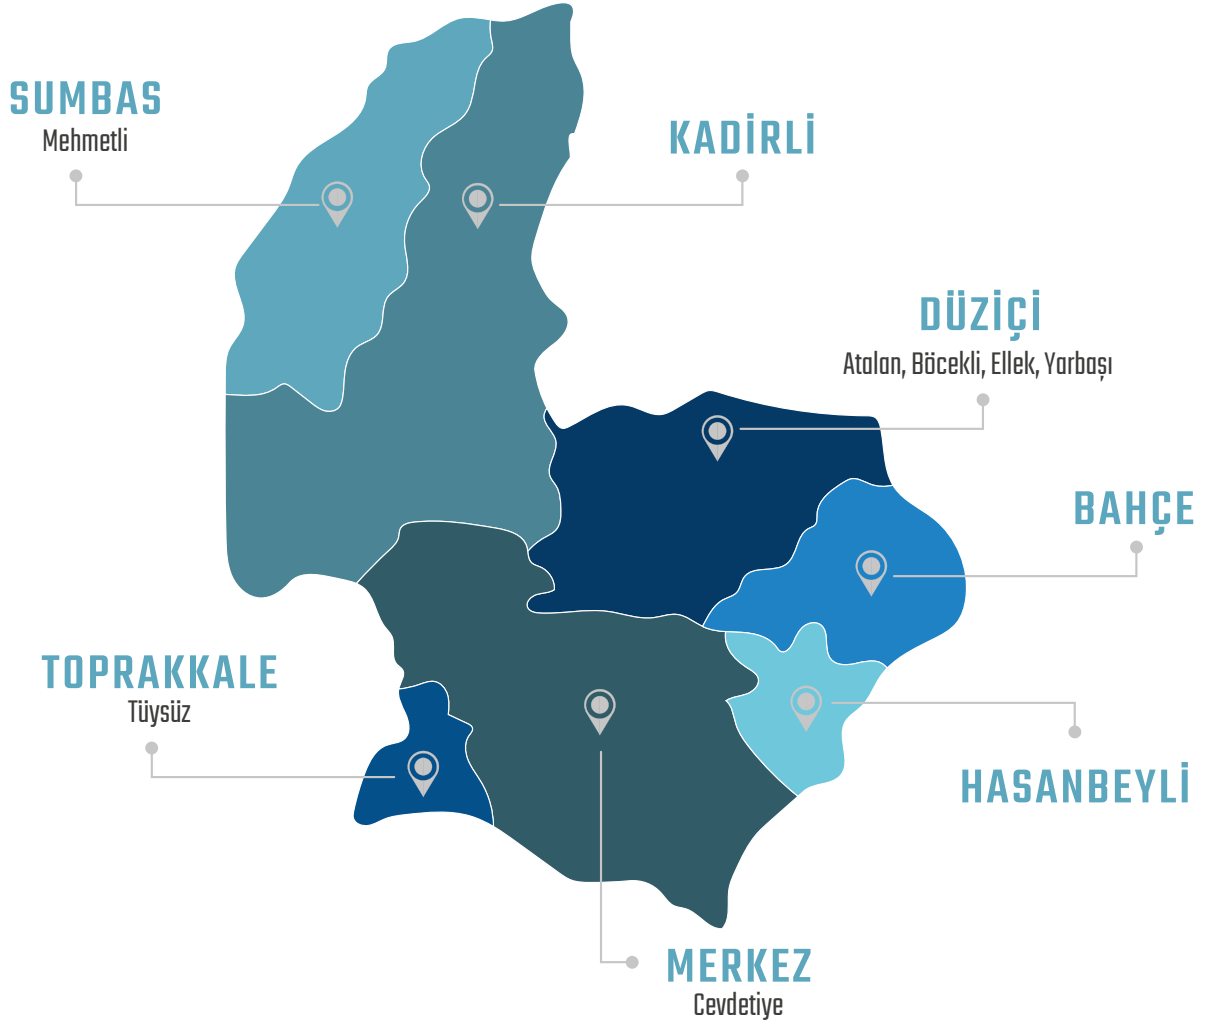 SUMBAS
Mehmetli
KADİRLİ
DÜZİÇİ
Atalan, Böcekli, Ellek, Yarbaşı
BAHÇE
TOPRAKKALE
Tüysüz
HASANBEYLİ
MERKEZ
Cevdetiye